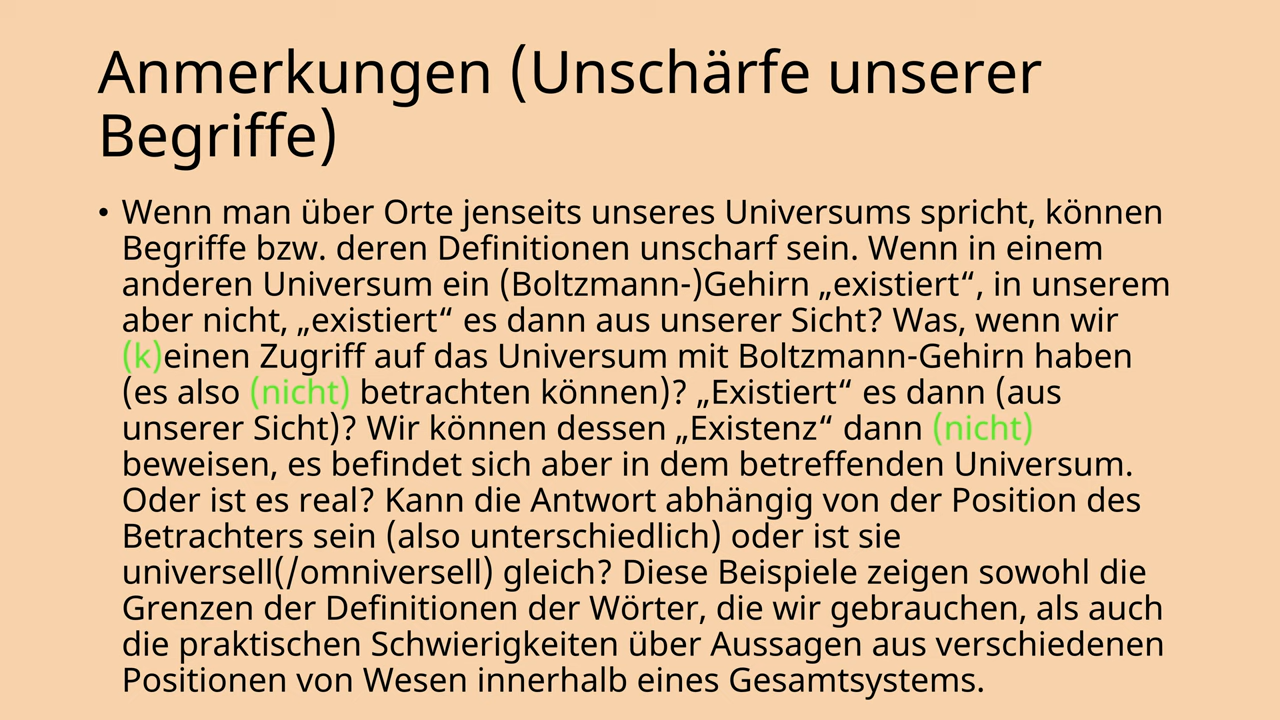 Anmerkungen (Unschärfe unserer
Begriffe)
• Wenn man über Orte jenseits unseres Universums spricht, können
Begriffe bzw. deren Definitionen unscharf sein. Wenn in einem
anderen Universum ein (Boltzmann-)Gehirn „existiert“, in unserem
aber nicht, „existiert“ es dann aus unserer Sicht? Was, wenn wir
(k)einen Zugriff auf das Universum mit Boltzmann-Gehirn haben
(es also (nicht) betrachten können)? „Existiert“ es dann (aus
unserer Sicht)? Wir können dessen „Existenz“ dann (nicht)
beweisen, es befindet sich aber in dem betreffenden Universum.
Oder ist es real? Kann die Antwort abhängig von der Position des
Betrachters sein (also unterschiedlich) oder ist sie
universell(/omniversell) gleich? Diese Beispiele zeigen sowohl die
Grenzen der Definitionen der Wörter, die wir gebrauchen, als auch
die praktischen Schwierigkeiten über Aussagen aus verschiedenen
Positionen von Wesen innerhalb eines Gesamtsystems.